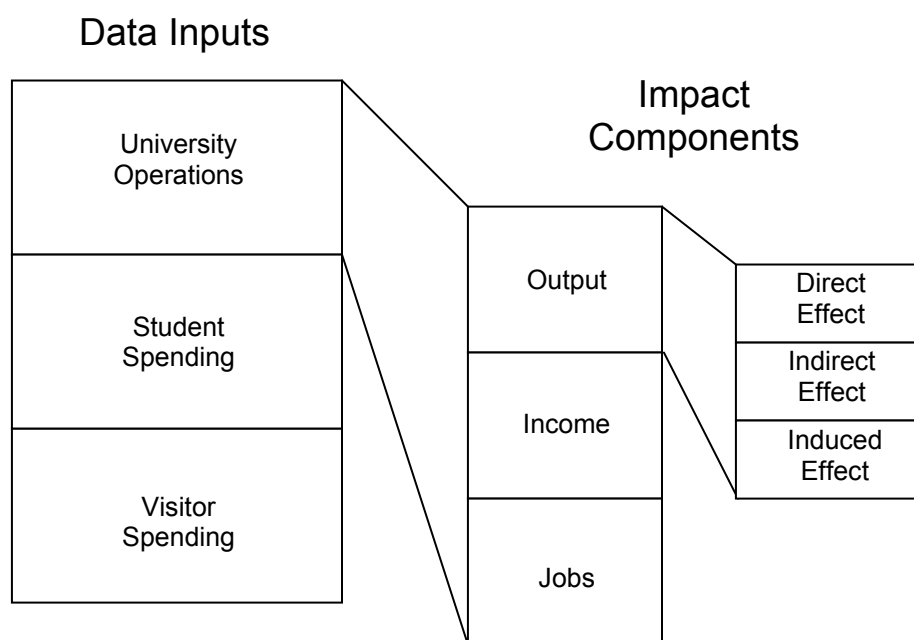 Data Inputs
University
Operations
Student
Spending
Visitor
Spending
Impact
Components
Output
Income
Jobs
Direct
Effect
Indirect
Effect
Induced
Effect